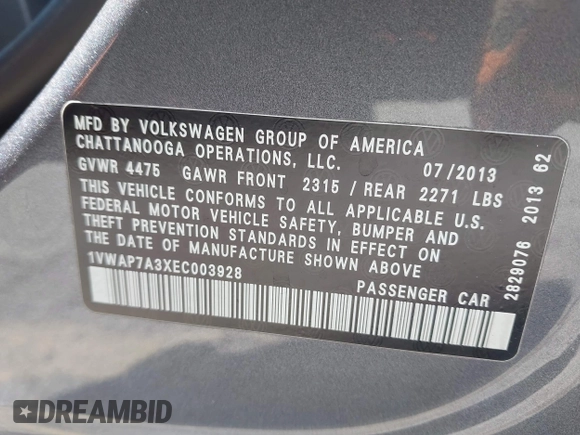 MFD BY VOLKSWAGEN GROUP OF AMERICA
CHATTANOOGA OPERATIONS, LLC. 07/2013
GVWR 4475 GAWR FRONT 2315 / REAR 2271 LBS
THIS VEHICLE CONFORMS TO ALL APPLICABLE U.S.
FEDERAL MOTOR VEHICLE SAFETY, BUMPER AND
THEFT PREVENTION STANDARDS IN EFFECT ON
THE DATE OF MANUFACTURE SHOWN ABOVE
1VWAP7A3XEC003928 PASSENGER CAR
2829076 2013 62
DREAMBID